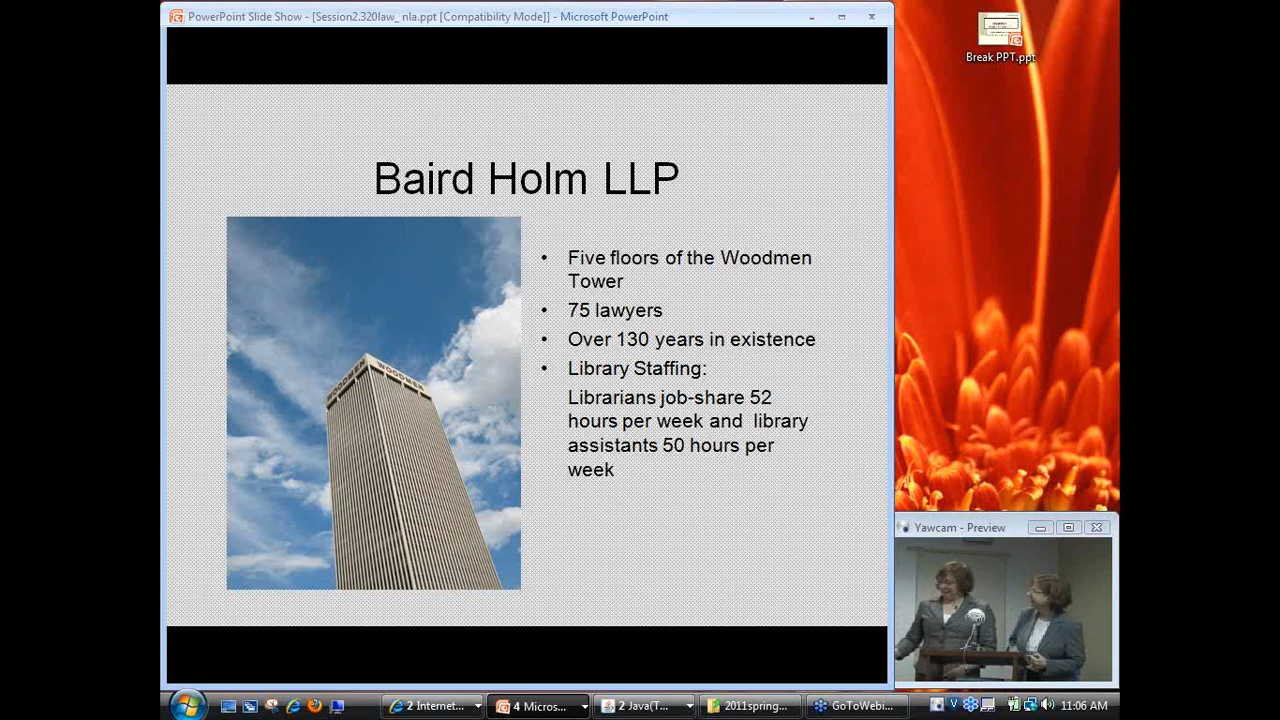 PowerPoint Slide Show - [Session2.320law_ nla.ppt [Compatibility Mode]] - Microsoft PowerPoint
Break PPT.ppt
Baird Holm LLP
WOODMEN WOODMEN
• Five floors of the Woodmen
Tower
• 75 lawyers
• Over 130 years in existence
• Library Staffing:
Librarians job-share 52
hours per week and library
assistants 50 hours per
week
Yawcam - Preview
2 Internet...
4 Micros...
2 Java(T...
2011spring...
GoToWebi...
11:06 AM